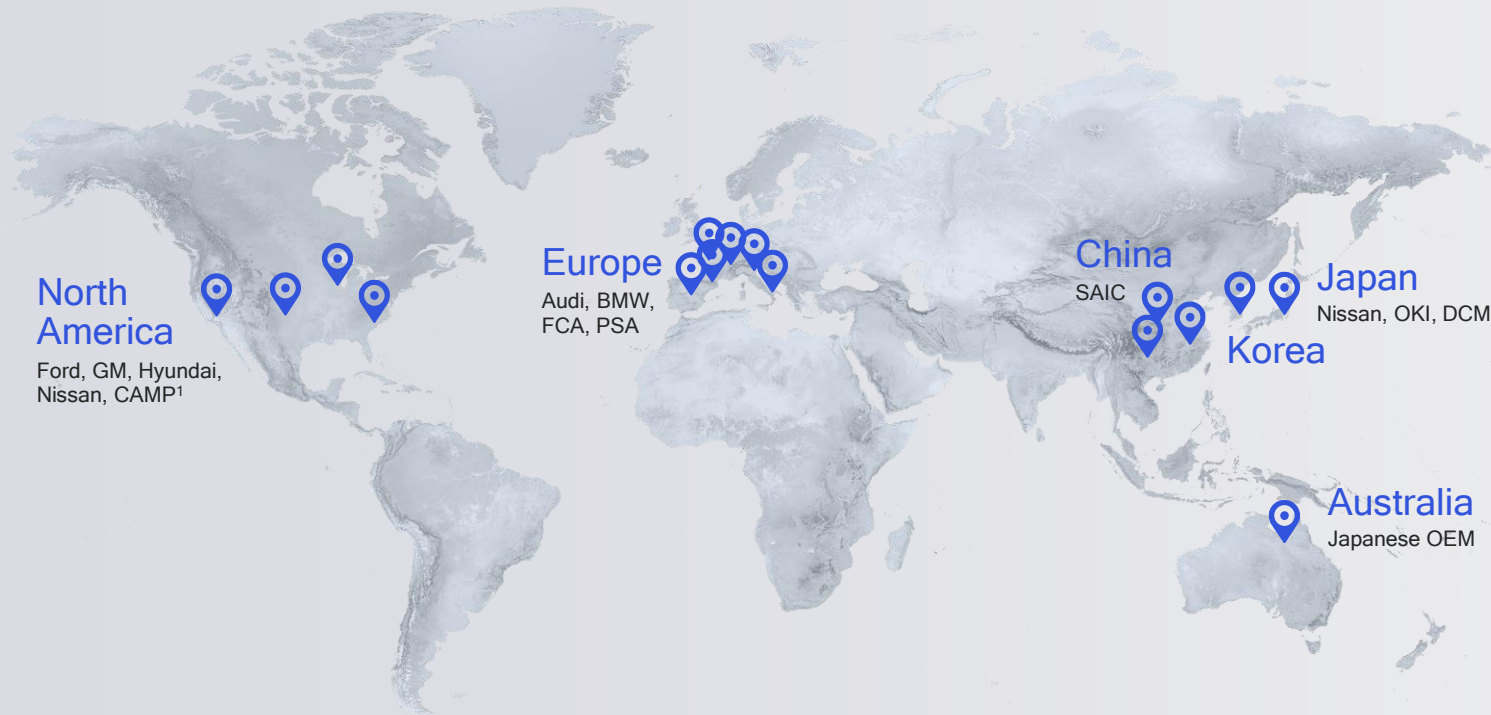 North
America
Ford, GM, Hyundai,
Nissan, CAMP¹
Europe
Audi, BMW,
FCA, PSA
China
SAIC
Korea
Japan
Nissan, OKI, DCM
Australia
Japanese OEM